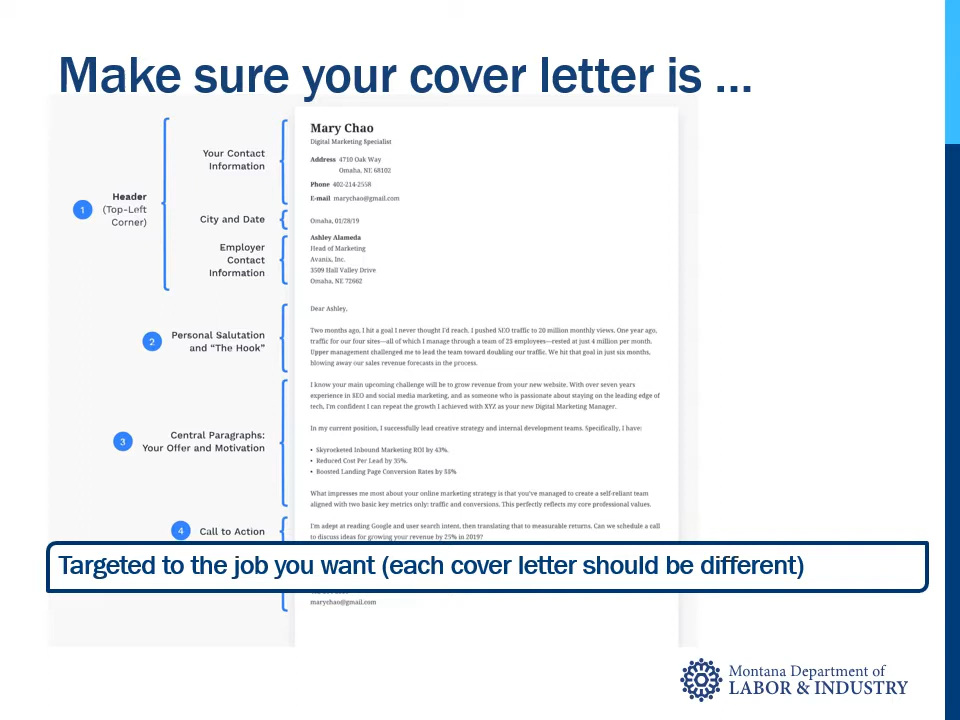 Make sure your cover letter is ...
1
Header
(Top-Left
Corner)
Your Contact
Information
City and Date
Employer
Contact
Information
2
Personal Salutation
and “The Hook”
3
Central Paragraphs:
Your Offer and Motivation
4
Call to Action
Mary Chao
Digital Marketing Specialist
Address 4710 Oak Way
Omaha, NE 68102
Phone 402-214-2558
E-mail marychao@gmail.com
Omaha, 01/28/19
Ashley Alameda
Head of Marketing
Avania, Inc.
3509 Hall Valley Drive
Omaha, NE 72662
Dear Ashley,
Two months ago, I hit a goal I never thought I'd reach. I pushed SEO traffic to 20 million monthly views. One year ago,
traffic for our four sites—all of which I manage through a team of 23 employees—rested at just 4 million per month.
Upper management challenged me to lead the team toward doubling our traffic. We hit that goal in just six months,
blowing away our sales revenue forecasts in the process.
I know your main upcoming challenge will be to grow revenue from your new website. With over seven years
experience in SEO and social media marketing, and as someone who is passionate about staying on the leading edge of
tech, I'm confident I can repeat the growth I achieved with XYZ as your new Digital Marketing Manager.
In my current position, I successfully lead creative strategy and internal development teams. Specifically, I have:
• Skyrocketed Inbound Marketing ROI by 43%.
• Reduced Cost Per Lead by 35%.
• Boosted Landing Page Conversion Rates by 55%
What impresses me most about your online marketing strategy is that you've managed to create a self-reliant team
aligned with two basic key metrics only: traffic and conversions. This perfectly reflects my core professional values.
I'm adept at reading Google and user search intent, then translating that to measurable returns. Can we schedule a call
to discuss ideas for growing your revenue by 25% in 2019?
Targeted to the job you want (each cover letter should be different)
marychao@gmail.com
Montana Department of
LABOR & INDUSTRY